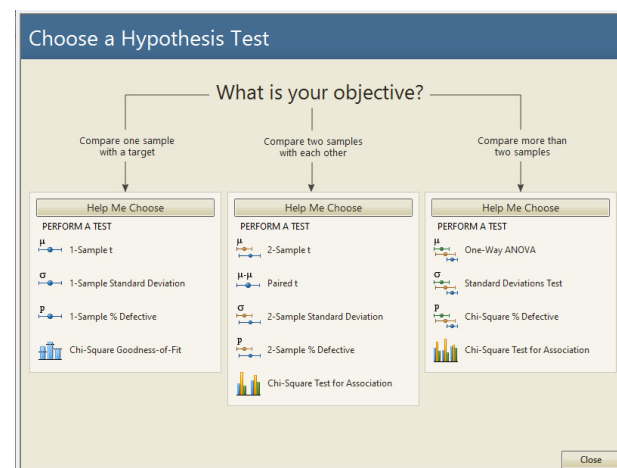 Choose a Hypothesis Test
What is your objective?
Compare one sample
with a target
Compare two samples
with each other
Compare more than
two samples
Help Me Choose
PERFORM A TEST
μ
1-Sample t
σ
1-Sample Standard Deviation
p
1-Sample % Defective
Chi-Square Goodness-of-Fit
Help Me Choose
PERFORM A TEST
μ
2-Sample t
μ-μ
Paired t
σ
2-Sample Standard Deviation
p
2-Sample % Defective
Chi-Square Test for Association
Help Me Choose
PERFORM A TEST
μ
One-Way ANOVA
σ
Standard Deviations Test
p
Chi-Square % Defective
Chi-Square Test for Association
Close